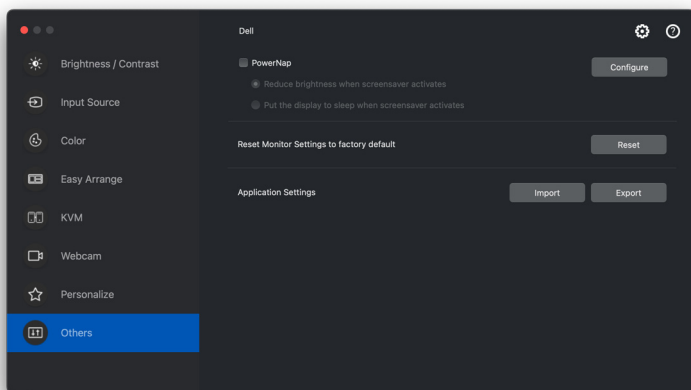 Dell
Brightness / Contrast
Input Source
Color
Easy Arrange
KVM
Webcam
Personalize
Others
PowerNap
Configure
Reduce brightness when screensaver activates
Put the display to sleep when screensaver activates
Reset Monitor Settings to factory default
Reset
Application Settings
Import
Export